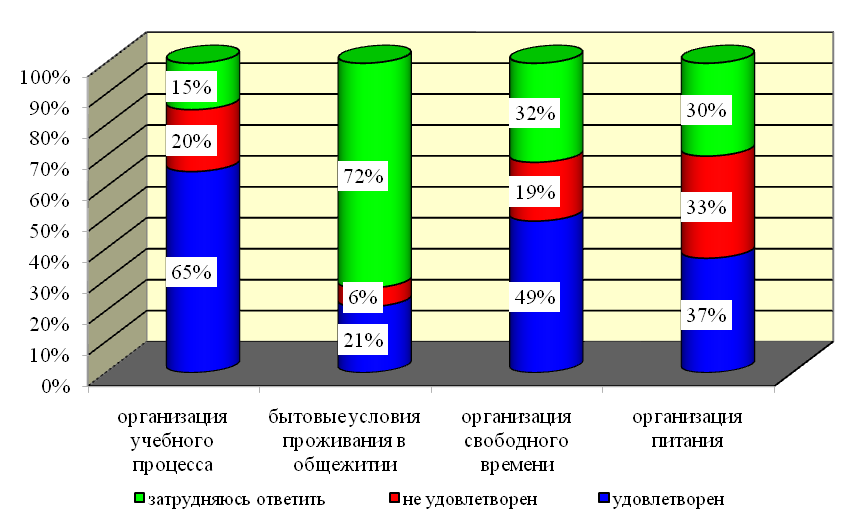 100%
90%
80%
70%
60%
50%
40%
30%
20%
10%
0%
15%
20%
65%
72%
6%
21%
32%
19%
49%
30%
33%
37%
организация
учебного
процесса
бытовые условия
проживания в
общежитии
организация
свободного
времени
организация
питания
затрудняюсь ответить
не удовлетворен
удовлетворен